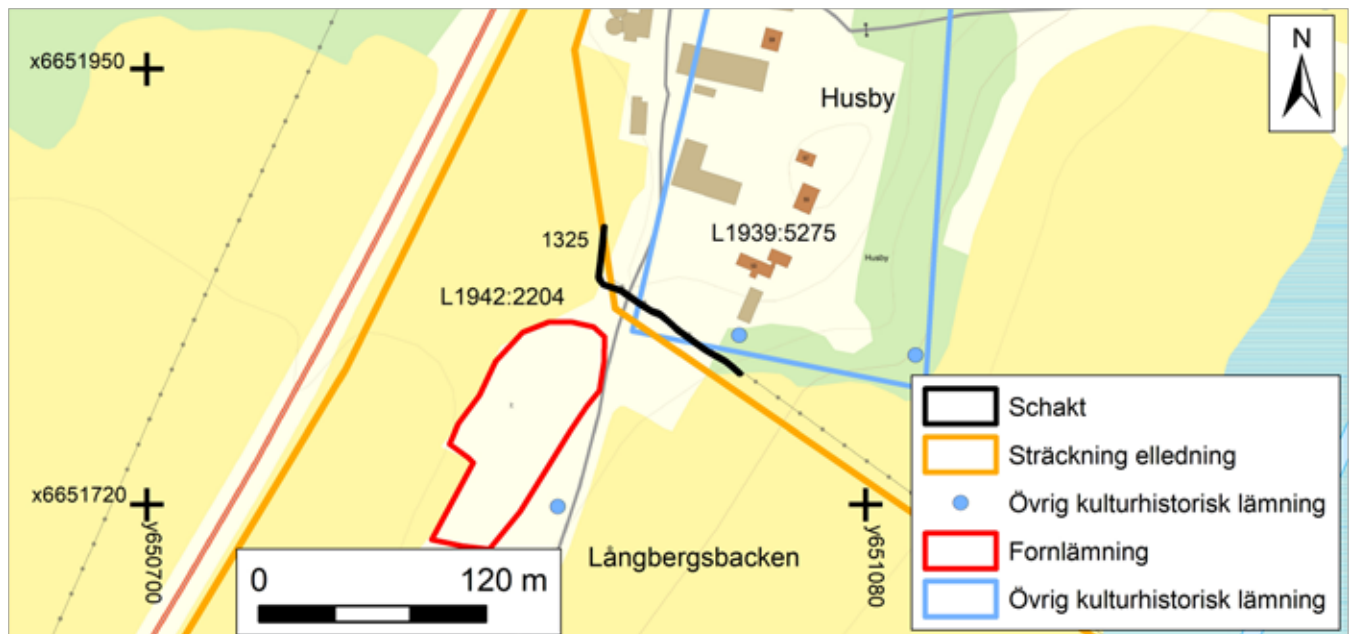 x6651950
N
Husby
1325
L1939:5275
Husby
L1942:2204
x6651720
y650700
y651080
Långbergsbacken
0 120 m
Schakt
Sträckning elledning
Övrig kulturhistorisk lämning
Fornlämning
Övrig kulturhistorisk lämning